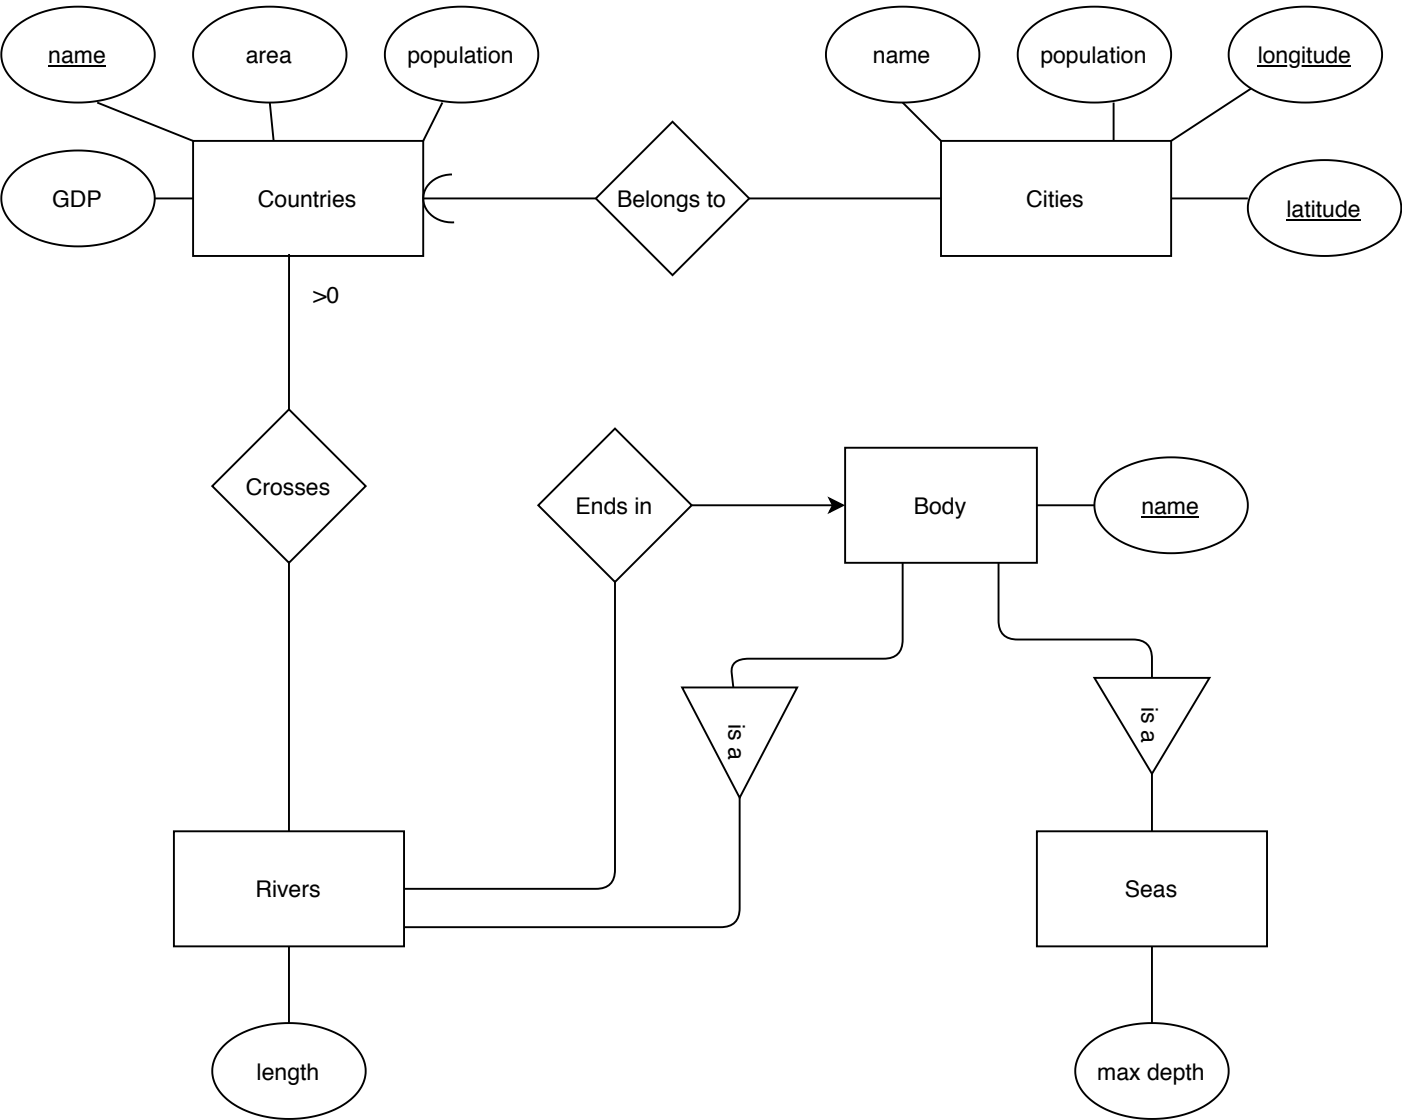 name
area
population
name
population
longitude
GDP
Countries
Belongs to
Cities
latitude
>0
Crosses
Ends in
Body
name
is a
is a
Rivers
Seas
length
max depth